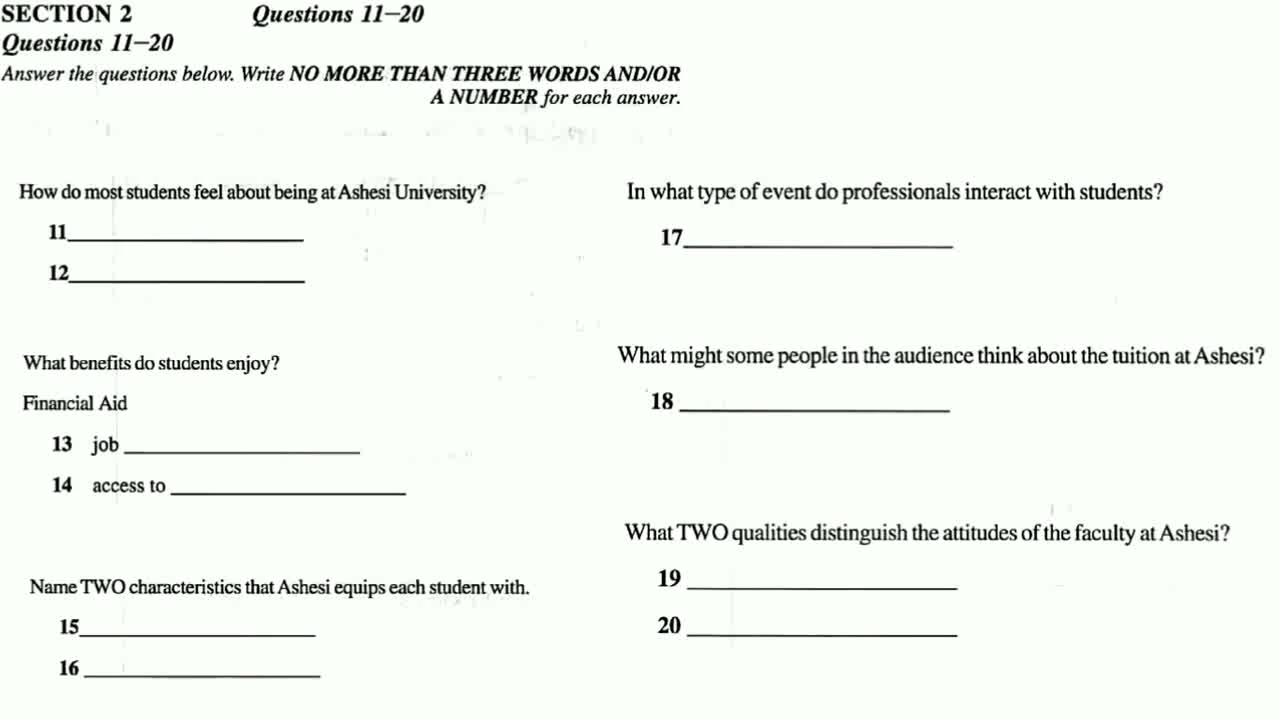 SECTION 2 Questions 11–20
Questions 11–20
Answer the questions below. Write NO MORE THAN THREE WORDS AND/OR
A NUMBER for each answer.
How do most students feel about being at Ashesi University?
11
12
What benefits do students enjoy?
Financial Aid
13 job
14 access to
Name TWO characteristics that Ashesi equips each student with.
15
16
In what type of event do professionals interact with students?
17
What might some people in the audience think about the tuition at Ashesi?
18
What TWO qualities distinguish the attitudes of the faculty at Ashesi?
19
20